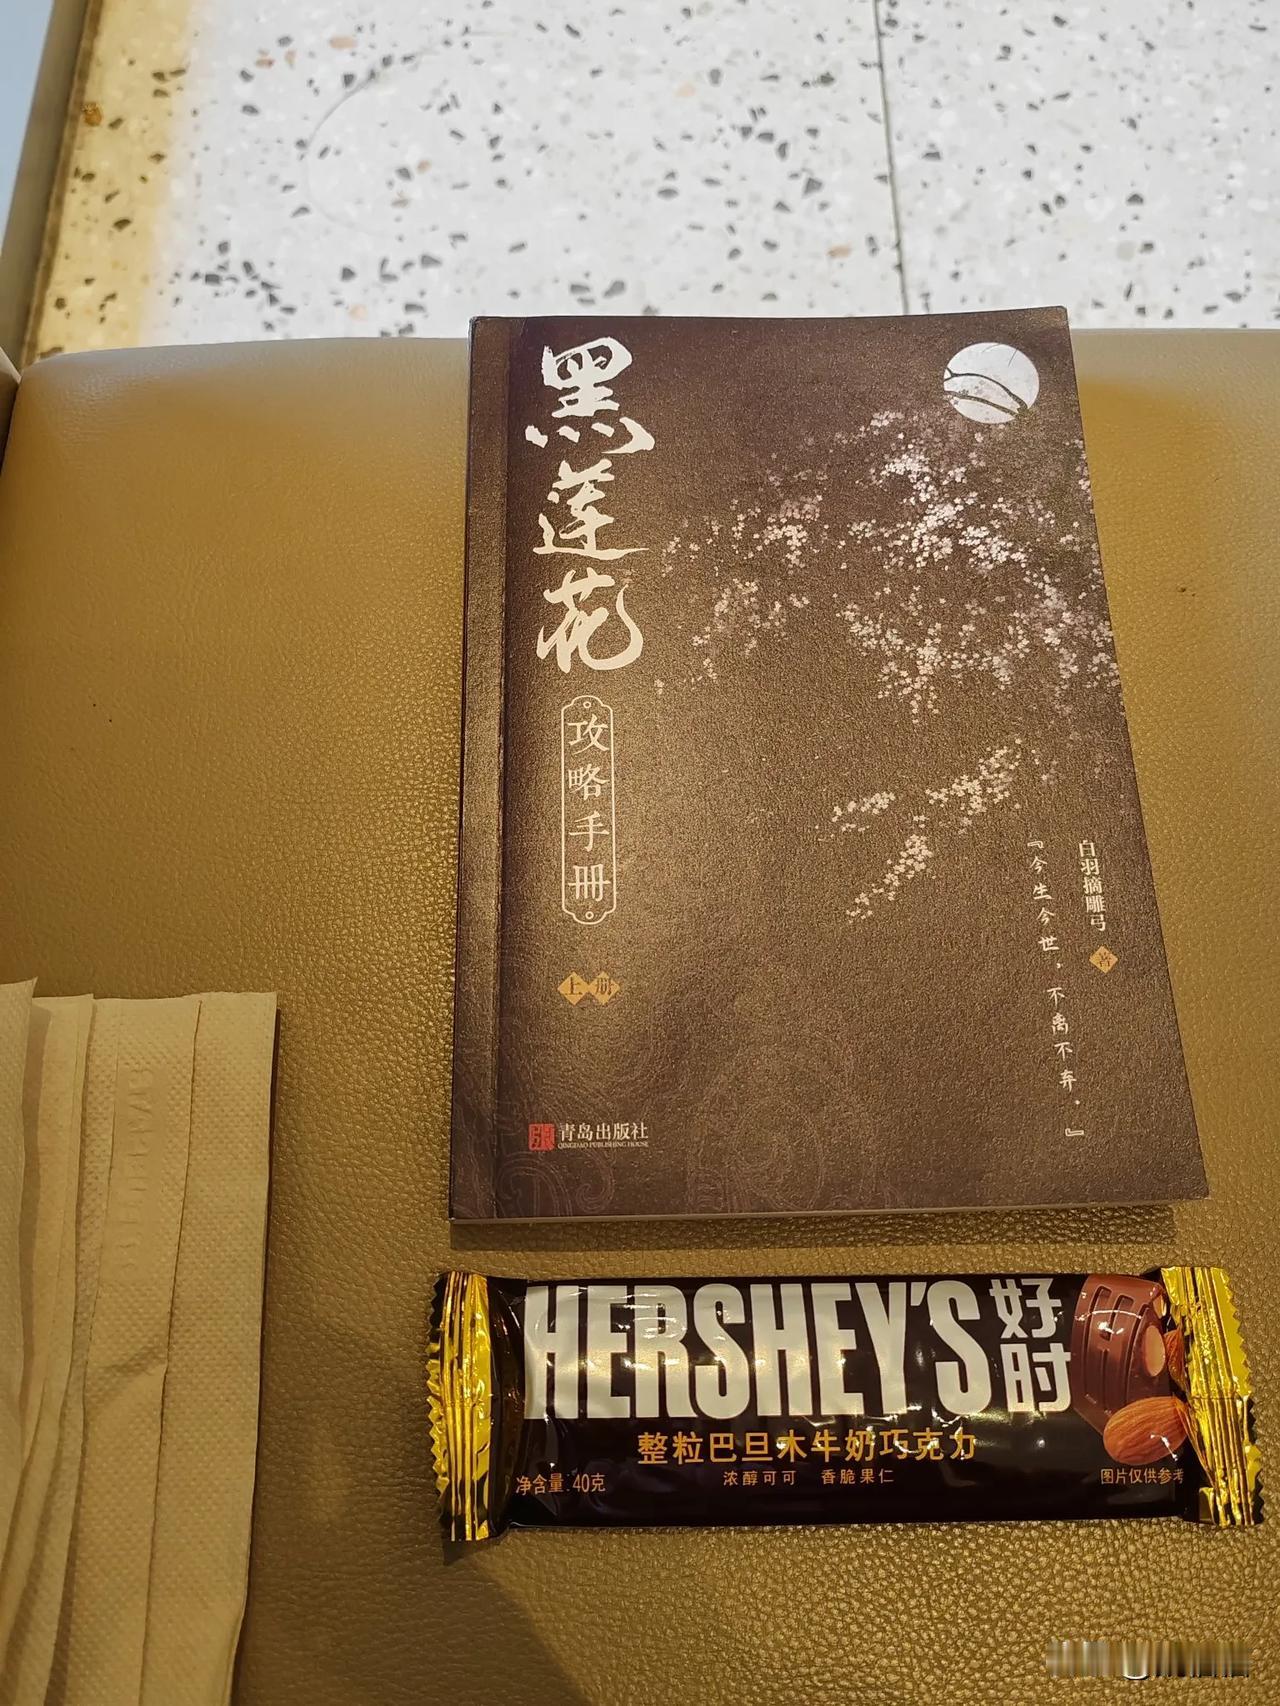 黑莲花
攻略手册
上册
白羽摘雕弓 著
『今生今世，不离不弃。』
青岛出版社
QINGDAO PUBLISHING HOUSE
HERSHEY'S 好时
整粒巴旦木牛奶巧克力
浓醇可可 香脆果仁
净含量:40克
图片仅供参考